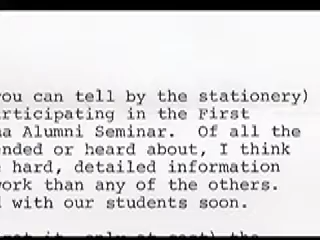 you can tell by the stationery)
articipating in the First
a Alumni Seminar.  Of all the
ended or heard about, I think
hard, detailed information
work than any of the others.
with our students soon.